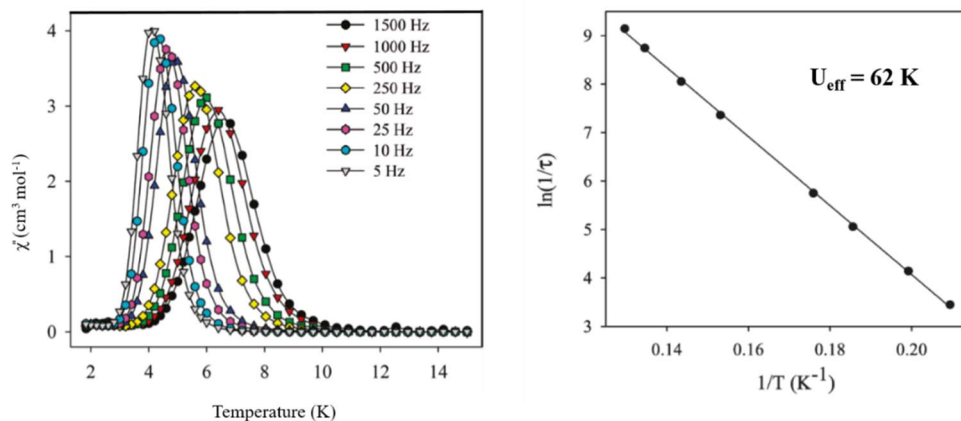 4
3
2
1
0
χ" (cm³ mol⁻¹)
1500 Hz
1000 Hz
500 Hz
250 Hz
50 Hz
25 Hz
10 Hz
5 Hz
2 4 6 8 10 12 14
Temperature (K)
9
8
7
6
5
4
3
ln(1/τ)
U_eff = 62 K
0.14 0.16 0.18 0.20
1/T (K⁻¹)